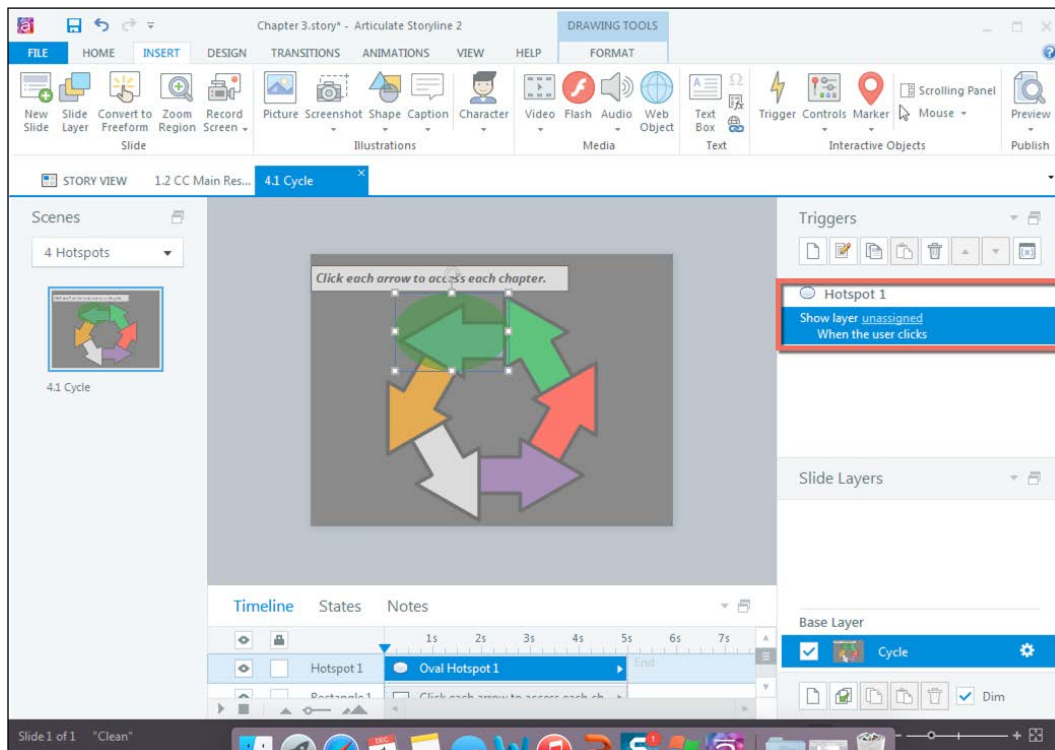 Chapter 3.story* - Articulate Storyline 2
DRAWING TOOLS
FILE HOME INSERT DESIGN TRANSITIONS ANIMATIONS VIEW HELP FORMAT
New Slide
Slide Layer
Convert to Freeform
Zoom Region
Record Screen
Picture
Screenshot
Shape
Caption
Character
Video
Flash
Audio
Web Object
Text Box
Trigger
Controls
Marker
Scrolling Panel
Mouse
Preview
Slide
Illustrations
Media
Text
Interactive Objects
Publish
STORY VIEW
1.2 CC Main Res...
4.1 Cycle
Scenes
4 Hotspots
4.1 Cycle
Click each arrow to access each chapter.
Triggers
Hotspot 1
Show layer unassigned
When the user clicks
Slide Layers
Base Layer
Cycle
Dim
Timeline States Notes
1s 2s 3s 4s 5s 6s 7s
Hotspot 1
Oval Hotspot 1
End
Rectangle 1
Click each arrow to access each ch...
Slide 1 of 1 "Clean"